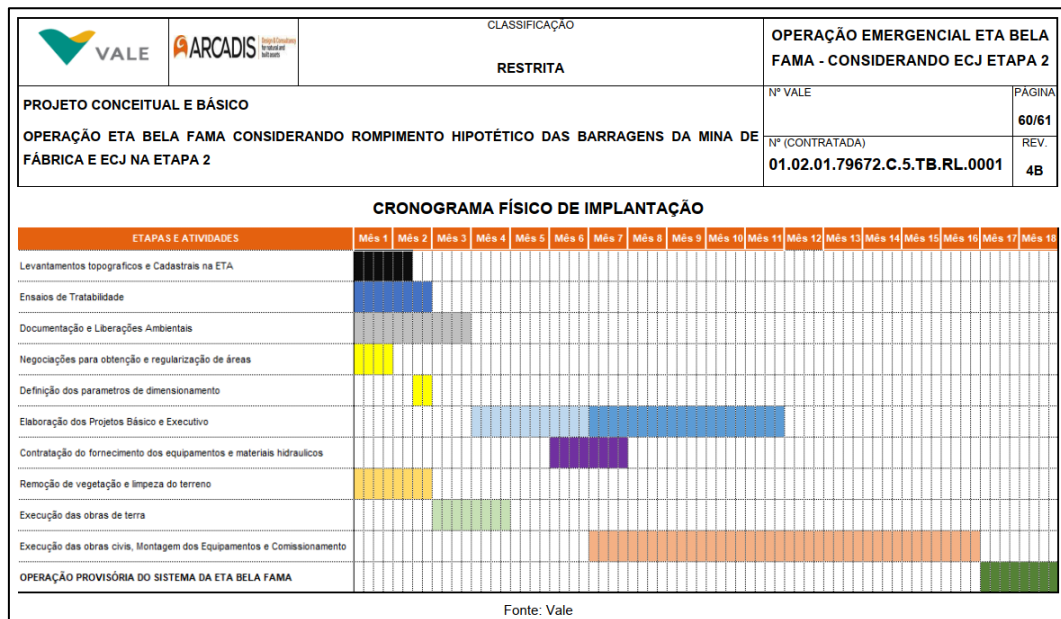 VALE
ARCADIS
Design & Consultancy
for natural and
built assets
CLASSIFICAÇÃO
RESTRITA
OPERAÇÃO EMERGENCIAL ETA BELA
FAMA - CONSIDERANDO ECJ ETAPA 2
PROJETO CONCEITUAL E BÁSICO
OPERAÇÃO ETA BELA FAMA CONSIDERANDO ROMPIMENTO HIPOTÉTICO DAS BARRAGENS DA MINA DE
FÁBRICA E ECJ NA ETAPA 2
Nº VALE
PÁGINA
60/61
Nº (CONTRATADA)
01.02.01.79672.C.5.TB.RL.0001
REV.
4B
CRONOGRAMA FÍSICO DE IMPLANTAÇÃO
ETAPAS E ATIVIDADES Mês 1 Mês 2 Mês 3 Mês 4 Mês 5 Mês 6 Mês 7 Mês 8 Mês 9 Mês 10 Mês 11 Mês 12 Mês 13 Mês 14 Mês 15 Mês 16 Mês 17 Mês 18
Levantamentos topograficos e Cadastrais na ETA
Ensaios de Tratabilidade
Documentação e Liberações Ambientais
Negociações para obtenção e regularização de áreas
Definição dos parametros de dimensionamento
Elaboração dos Projetos Básico e Executivo
Contratação do fornecimento dos equipamentos e materiais hidraulicos
Remoção de vegetação e limpeza do terreno
Execução das obras de terra
Execução das obras civis, Montagem dos Equipamentos e Comissionamento
OPERAÇÃO PROVISÓRIA DO SISTEMA DA ETA BELA FAMA
Fonte: Vale